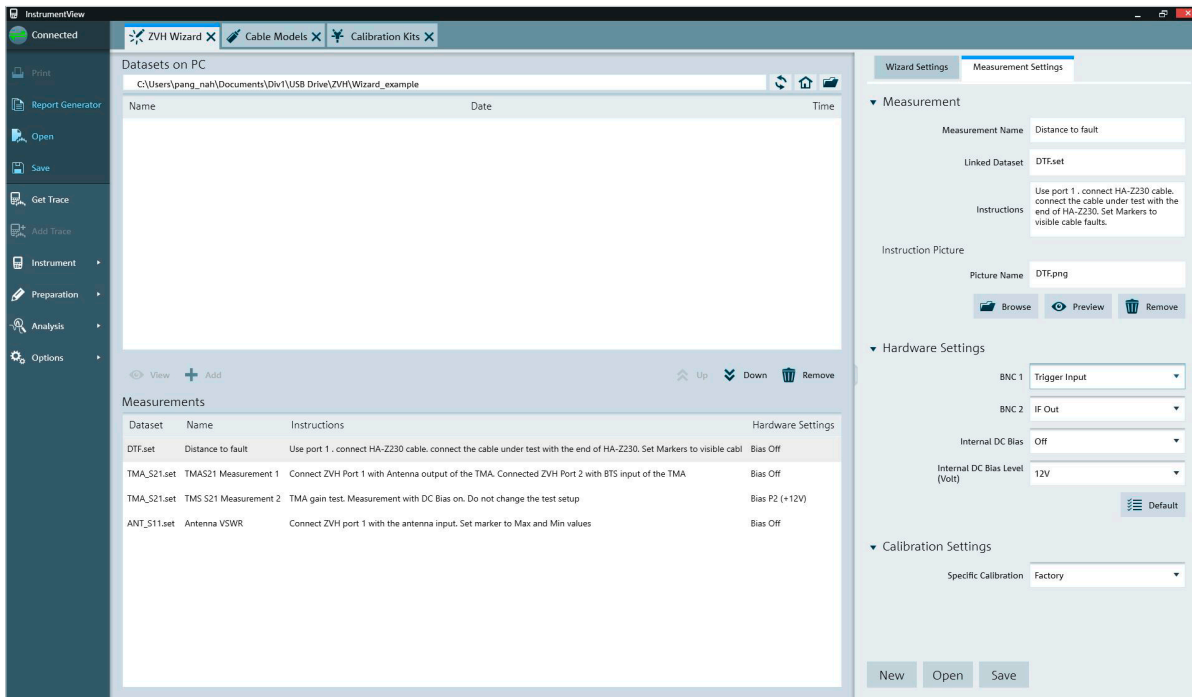 InstrumentView
Connected
Print
Report Generator
Open
Save
Get Trace
Add Trace
Instrument
Preparation
Analysis
Options
ZVH Wizard X
Cable Models X
Calibration Kits X
Datasets on PC
C:\Users\pang_nah\Documents\Div1\USB Drive\ZVH\Wizard_example
Name Date Time
View Add Up Down Remove
Measurements
Dataset Name Instructions Hardware Settings
DTF.set Distance to fault Use port 1 . connect HA-Z230 cable. connect the cable under test with the end of HA-Z230. Set Markers to visible cabl Bias Off
TMA_S21.set TMAS21 Measurement 1 Connect ZVH Port 1 with Antenna output of the TMA. Connected ZVH Port 2 with BTS input of the TMA Bias Off
TMA_S21.set TMS S21 Measurement 2 TMA gain test. Measurement with DC Bias on. Do not change the test setup Bias P2 (+12V)
ANT_S11.set Antenna VSWR Connect ZVH port 1 with the antenna input. Set marker to Max and Min values Bias Off
Wizard Settings Measurement Settings
Measurement
Measurement Name Distance to fault
Linked Dataset DTF.set
Instructions
Use port 1 . connect HA-Z230 cable.
connect the cable under test with the
end of HA-Z230. Set Markers to
visible cable faults.
Instruction Picture
Picture Name DTF.png
Browse Preview Remove
Hardware Settings
BNC 1 Trigger Input
BNC 2 IF Out
Internal DC Bias Off
Internal DC Bias Level
(Volt) 12V
Default
Calibration Settings
Specific Calibration Factory
New Open Save